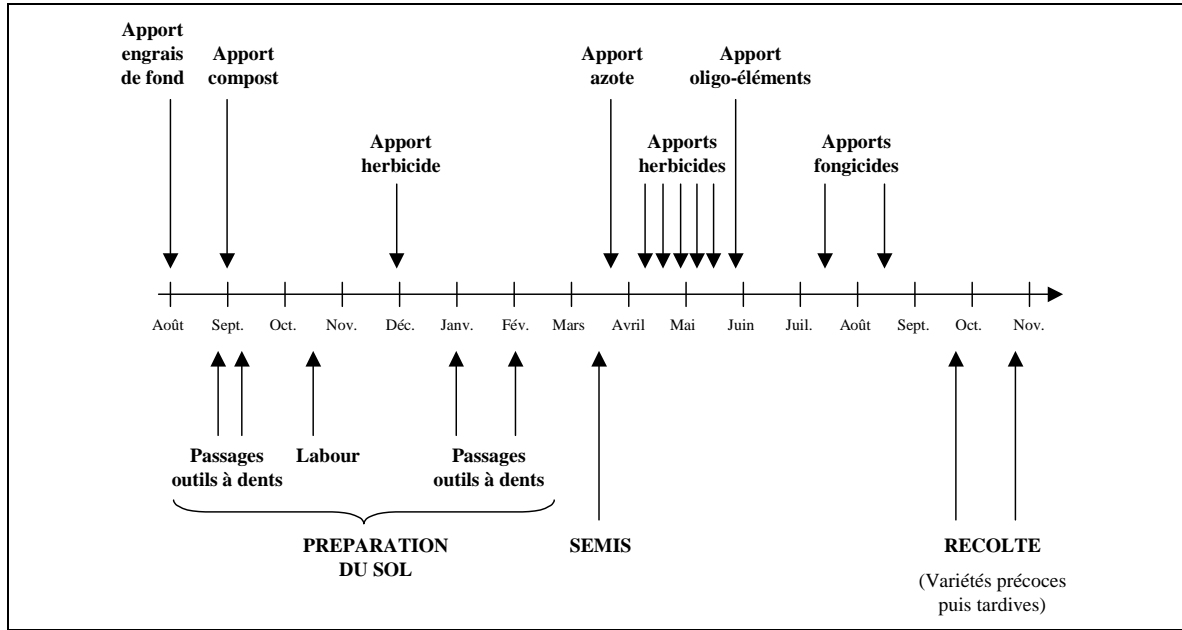 Apport
engrais
de fond
Apport
compost
Apport
herbicide
Apport
azote
Apports
herbicides
Apport
oligo-éléments
Apports
fongicides
Août Sept. Oct. Nov. Déc. Janv. Fév. Mars Avril Mai Juin Juil. Août Sept. Oct. Nov.
Passages
outils à dents
Labour
Passages
outils à dents
PREPARATION
DU SOL
SEMIS
RECOLTE
(Variétés précoces
puis tardives)